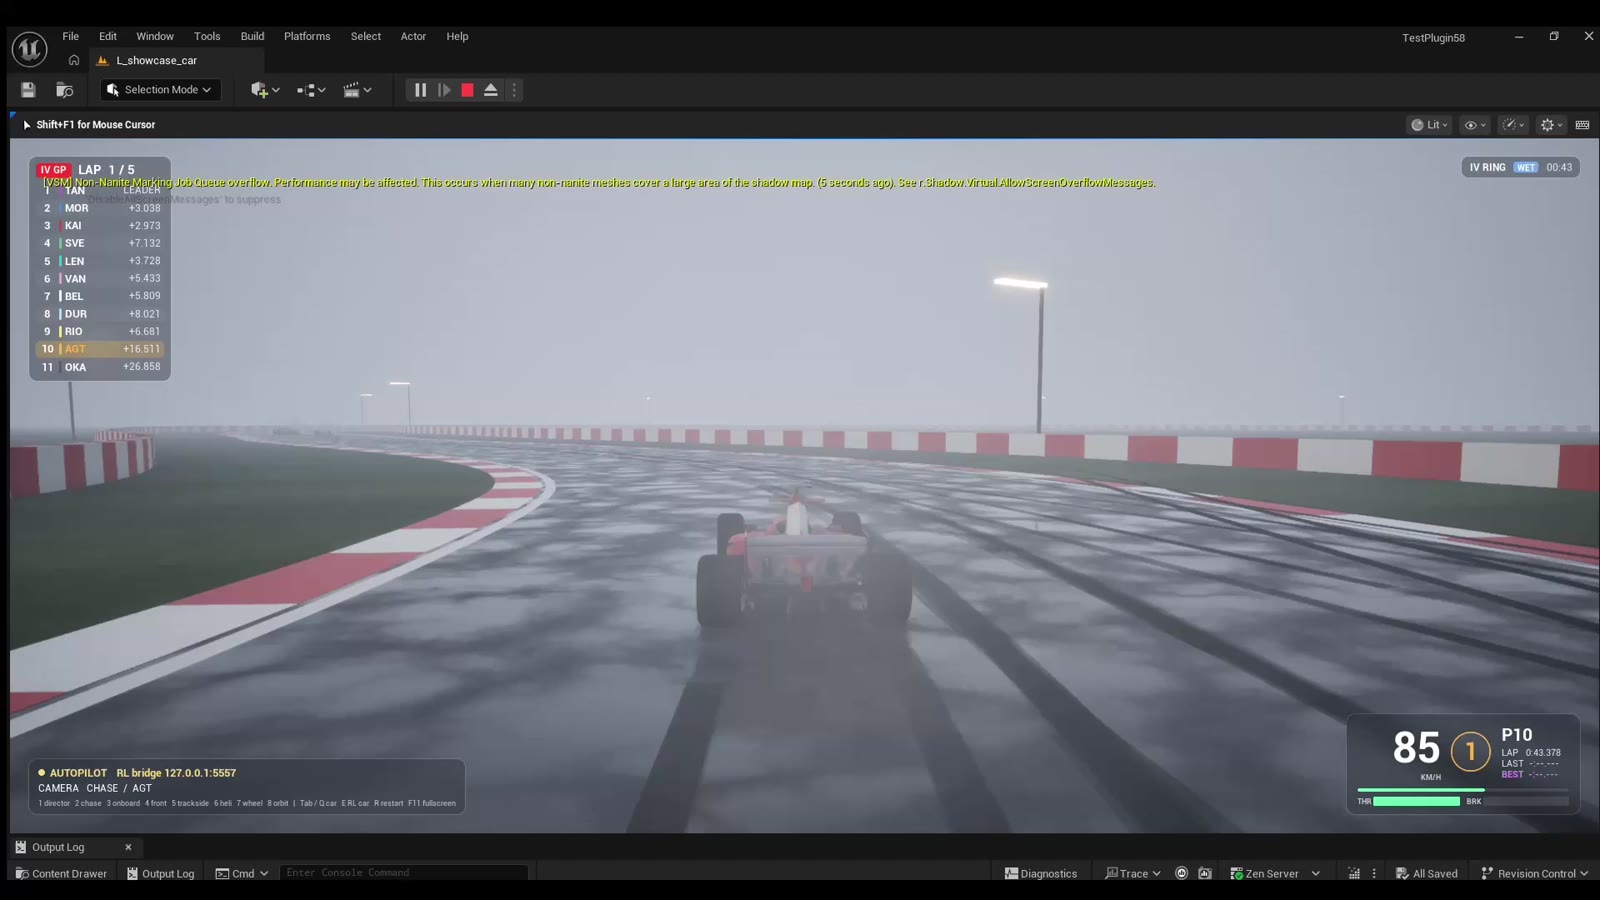 File Edit Window Tools Build Platforms Select Actor Help
TestPlugin58
L_showcase_car
Selection Mode
Shift+F1 for Mouse Cursor
Lit
IV GP LAP 1 / 5
IV RING WET 00:43
1 TAN LEADER
[VSM] Non-Nanite Marking Job Queue overflow. Performance may be affected. This occurs when many non-nanite meshes cover a large area of the shadow map. (5 seconds ago). See r.Shadow.Virtual.AllowScreenOverflowMessages.
'DisableAllScreenMessages' to suppress
2 MOR +3.038
3 KAI +2.973
4 SVE +7.132
5 LEN +3.728
6 VAN +5.433
7 BEL +5.809
8 DUR +8.021
9 RIO +6.681
10 AGT +16.511
11 OKA +26.858
85 KM/H
1
P10
LAP 0:43.378
LAST -:--.---
BEST -:--.---
THR BRK
AUTOPILOT RL bridge 127.0.0.1:5557
CAMERA CHASE / AGT
1 director 2 chase 3 onboard 4 front 5 trackside 6 heli 7 wheel 8 orbit | Tab / Q car E RL car R restart F11 fullscreen
Output Log
Content Drawer Output Log Cmd Enter Console Command Diagnostics Trace Zen Server All Saved Revision Control